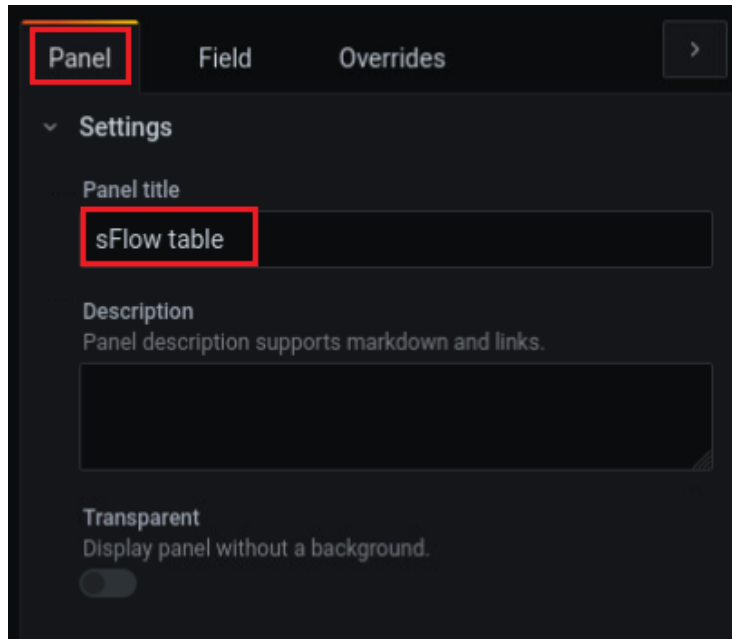 Panel Field Overrides
Settings
Panel title
sFlow table
Description
Panel description supports markdown and links.
Transparent
Display panel without a background.